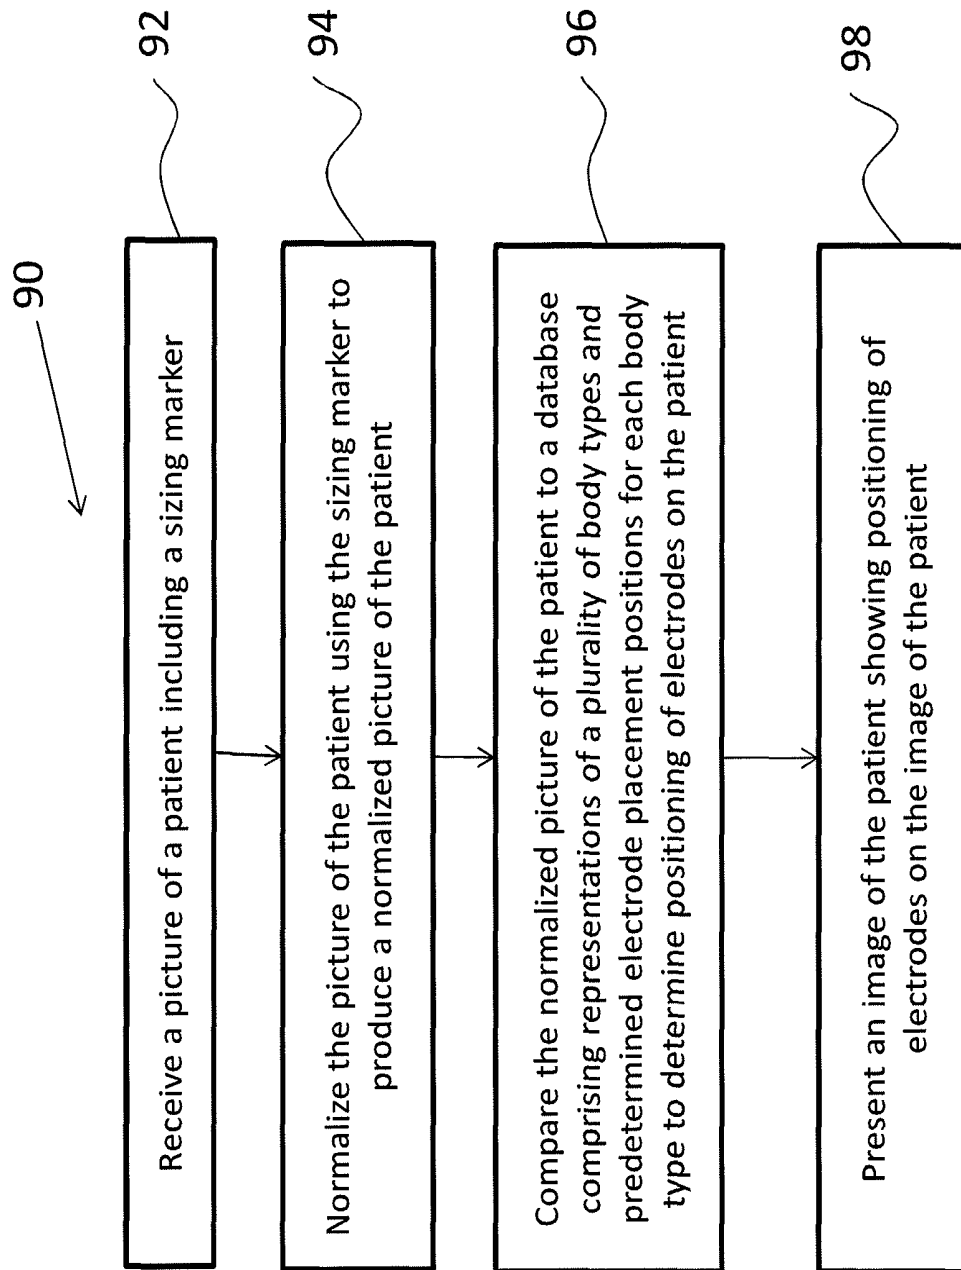 90
Receive a picture of a patient including a sizing marker
92
Normalize the picture of the patient using the sizing marker to
produce a normalized picture of the patient
94
Compare the normalized picture of the patient to a database
comprising representations of a plurality of body types and
predetermined electrode placement positions for each body
type to determine positioning of electrodes on the patient
96
Present an image of the patient showing positioning of
electrodes on the image of the patient
98